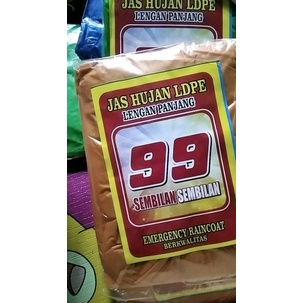 JAS HUJAN LDPE
LENGAN PANJANG
JAS HUJAN LDPE
LENGAN PANJANG
99
SEMBILAN SEMBILAN
EMERGENCY RAINCOAT
BERKWALITAS